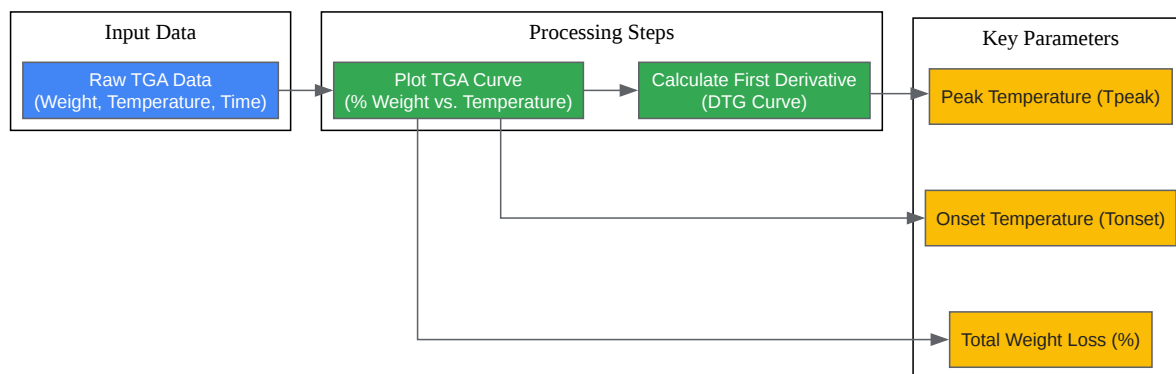 Input Data
Raw TGA Data
(Weight, Temperature, Time)
Processing Steps
Plot TGA Curve
(% Weight vs. Temperature)
Calculate First Derivative
(DTG Curve)
Key Parameters
Peak Temperature (Tpeak)
Onset Temperature (Tonset)
Total Weight Loss (%)